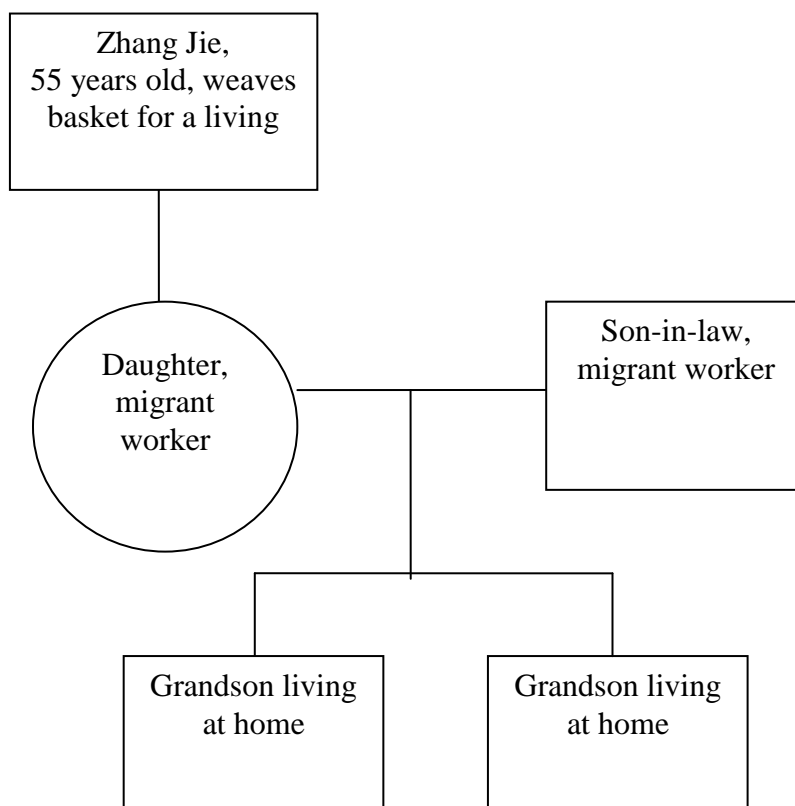 Zhang Jie,
55 years old, weaves
basket for a living
Daughter,
migrant
worker
Son-in-law,
migrant worker
Grandson living
at home
Grandson living
at home